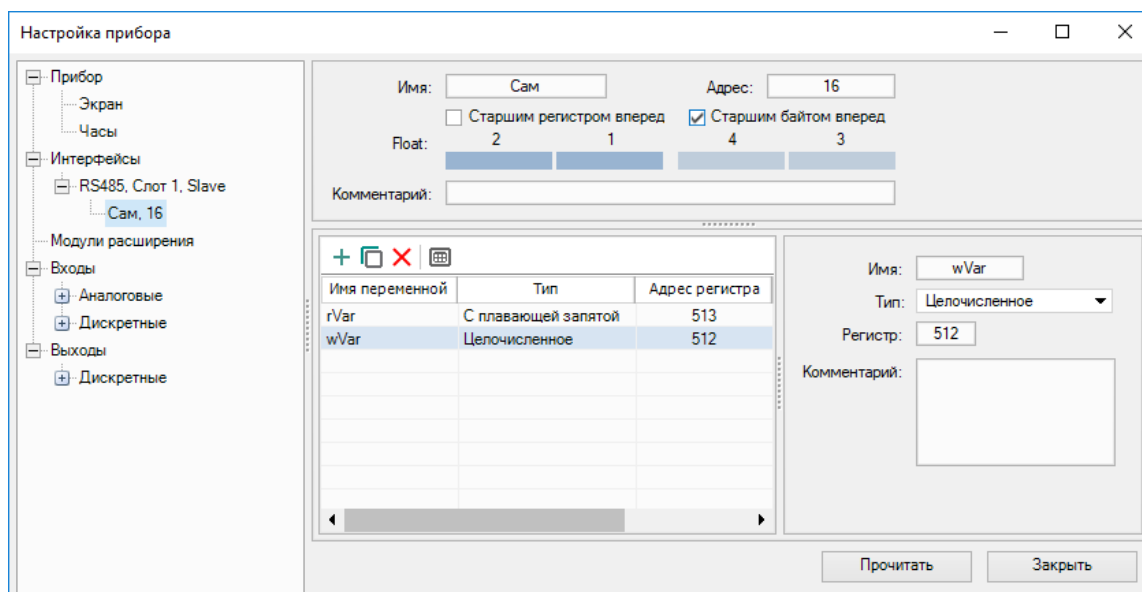 Настройка прибора
Прибор
Экран
Часы
Интерфейсы
RS485, Слот 1, Slave
Сам, 16
Модули расширения
Входы
Аналоговые
Дискретные
Выходы
Дискретные
Имя: Сам Адрес: 16
Старшим регистром вперед Старшим байтом вперед
Float: 2 1 4 3
Комментарий:
Имя переменной Тип Адрес регистра
rVar С плавающей запятой 513
wVar Целочисленное 512
Имя: wVar
Тип: Целочисленное
Регистр: 512
Комментарий:
Прочитать Закрыть